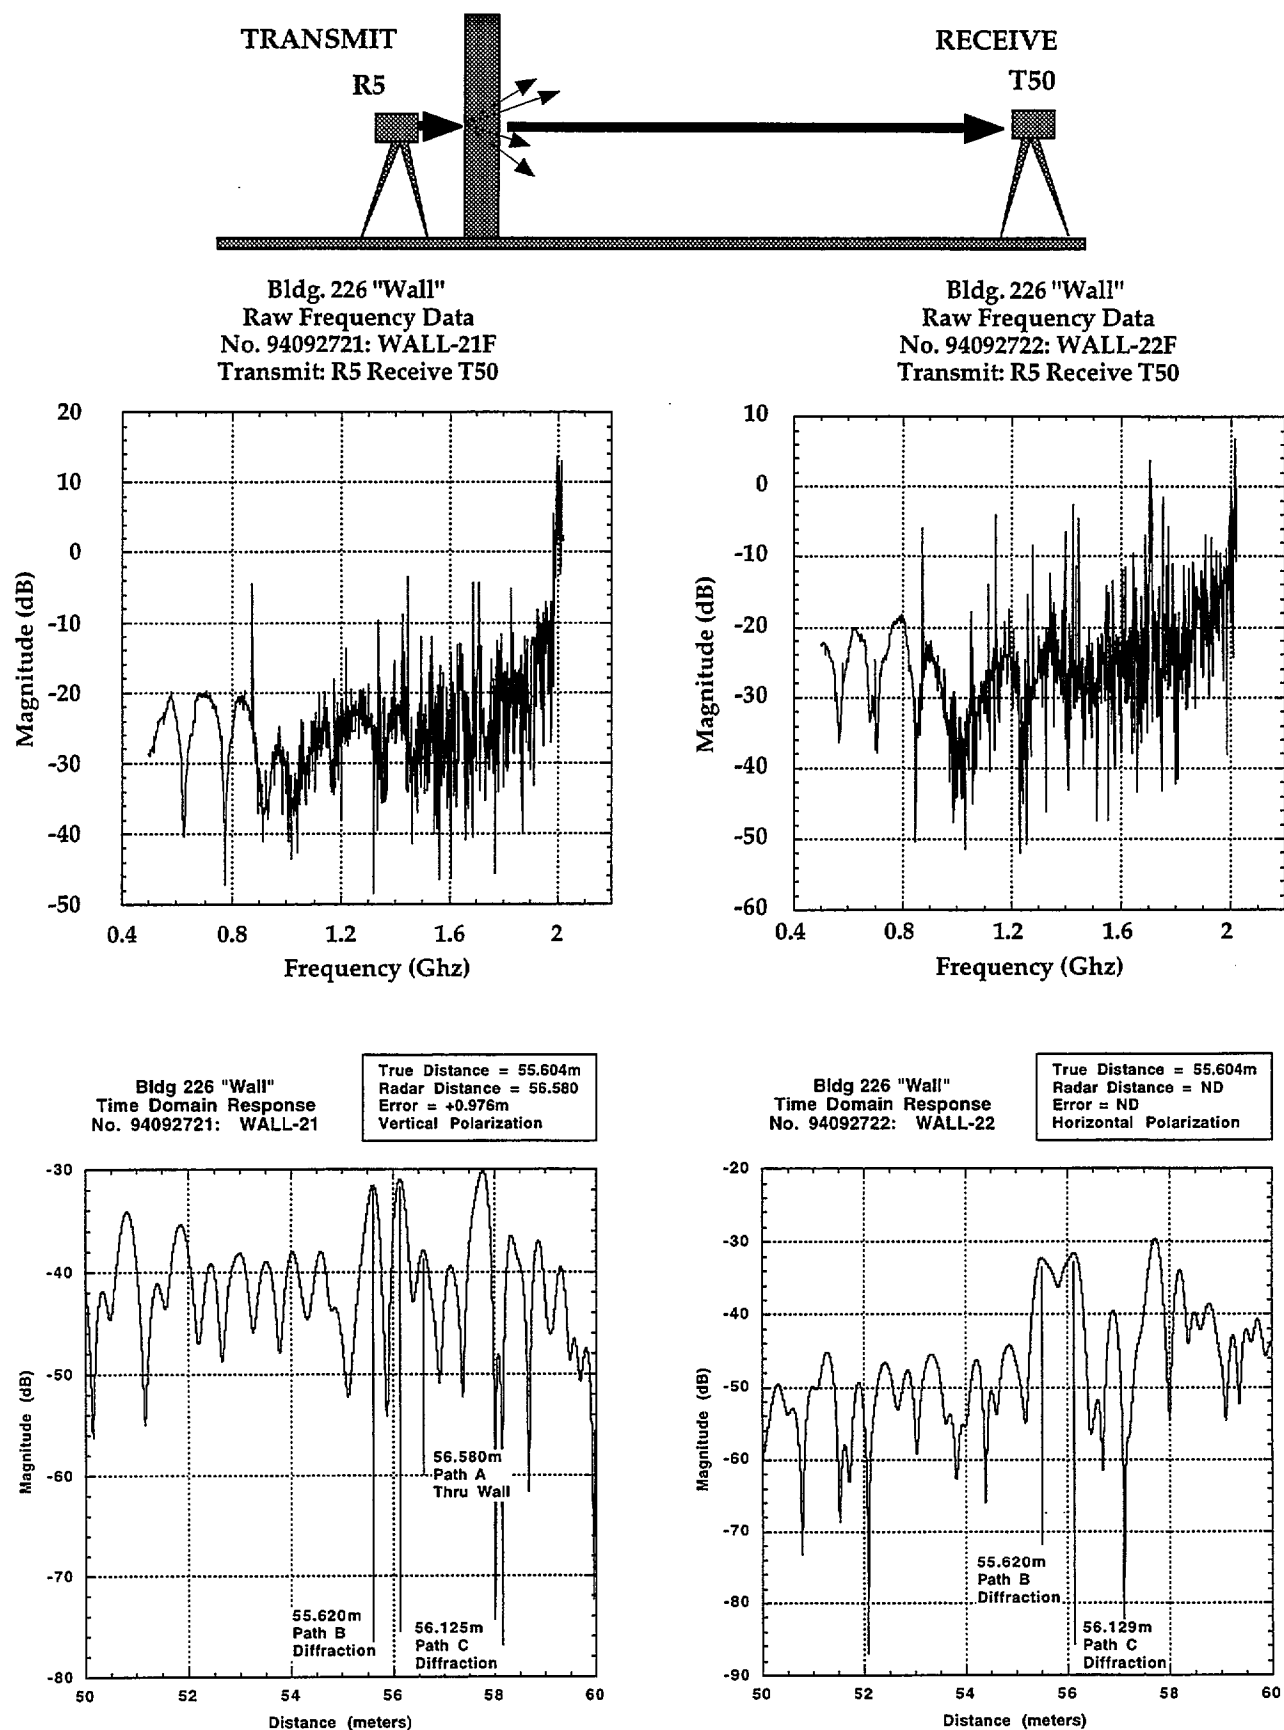 TRANSMIT
R5
RECEIVE
T50
Bldg. 226 "Wall"
Raw Frequency Data
No. 94092721: WALL-21F
Transmit: R5 Receive T50
Bldg. 226 "Wall"
Raw Frequency Data
No. 94092722: WALL-22F
Transmit: R5 Receive T50
20
10
0
-10
-20
-30
-40
-50
Magnitude (dB)
0.4
0.8
1.2
1.6
2
Frequency (Ghz)
10
0
-10
-20
-30
-40
-50
-60
Magnitude (dB)
0.4
0.8
1.2
1.6
2
Frequency (Ghz)
Bldg 226 "Wall"
Time Domain Response
No. 94092721: WALL-21
True Distance = 55.604m
Radar Distance = 56.580
Error = +0.976m
Vertical Polarization
-30
-40
-50
-60
-70
-80
Magnitude (dB)
56.580m
Path A
Thru Wall
55.620m
Path B
Diffraction
56.125m
Path C
Diffraction
50
52
54
56
58
60
Distance (meters)
Bldg 226 "Wall"
Time Domain Response
No. 94092722: WALL-22
True Distance = 55.604m
Radar Distance = ND
Error = ND
Horizontal Polarization
-20
-30
-40
-50
-60
-70
-80
-90
Magnitude (dB)
55.620m
Path B
Diffraction
56.129m
Path C
Diffraction
50
52
54
56
58
60
Distance (meters)